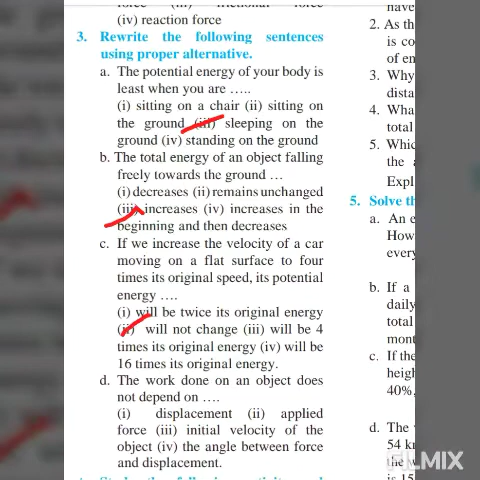 force (iii) frictional force
(iv) reaction force
3. Rewrite the following sentences
using proper alternative.
a. The potential energy of your body is
least when you are …..
(i) sitting on a chair (ii) sitting on
the ground (iii) sleeping on the
ground (iv) standing on the ground
b. The total energy of an object falling
freely towards the ground …
(i) decreases (ii) remains unchanged
(iii) increases (iv) increases in the
beginning and then decreases
c. If we increase the velocity of a car
moving on a flat surface to four
times its original speed, its potential
energy ….
(i) will be twice its original energy
(ii) will not change (iii) will be 4
times its original energy (iv) will be
16 times its original energy.
d. The work done on an object does
not depend on ….
(i) displacement (ii) applied
force (iii) initial velocity of the
object (iv) the angle between force
and displacement.
have
2. As th
is co
of en
3. Why
dista
4. Wha
total
5. Whic
the a
Expl
5. Solve th
a. An e
How
every
b. If a
daily
total
mont
c. If the
heigh
40%,
d. The
54 k
the w
is 15
FILMIX